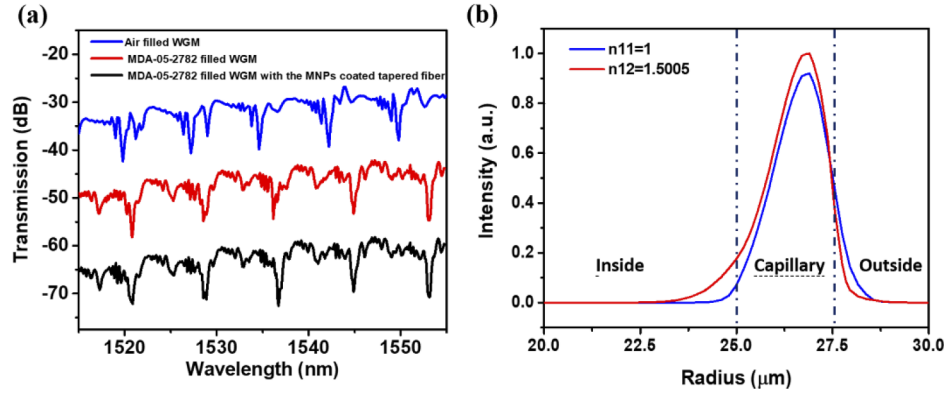 (a)
Air filled WGM
MDA-05-2782 filled WGM
MDA-05-2782 filled WGM with the MNPs coated tapered fiber
Transmission (dB)
-20
-30
-40
-50
-60
-70
1520
1530
1540
1550
Wavelength (nm)
(b)
n11=1
n12=1.5005
Intensity (a.u.)
1.0
0.8
0.6
0.4
0.2
0.0
Inside
Capillary
Outside
20.0
22.5
25.0
27.5
30.0
Radius (μm)